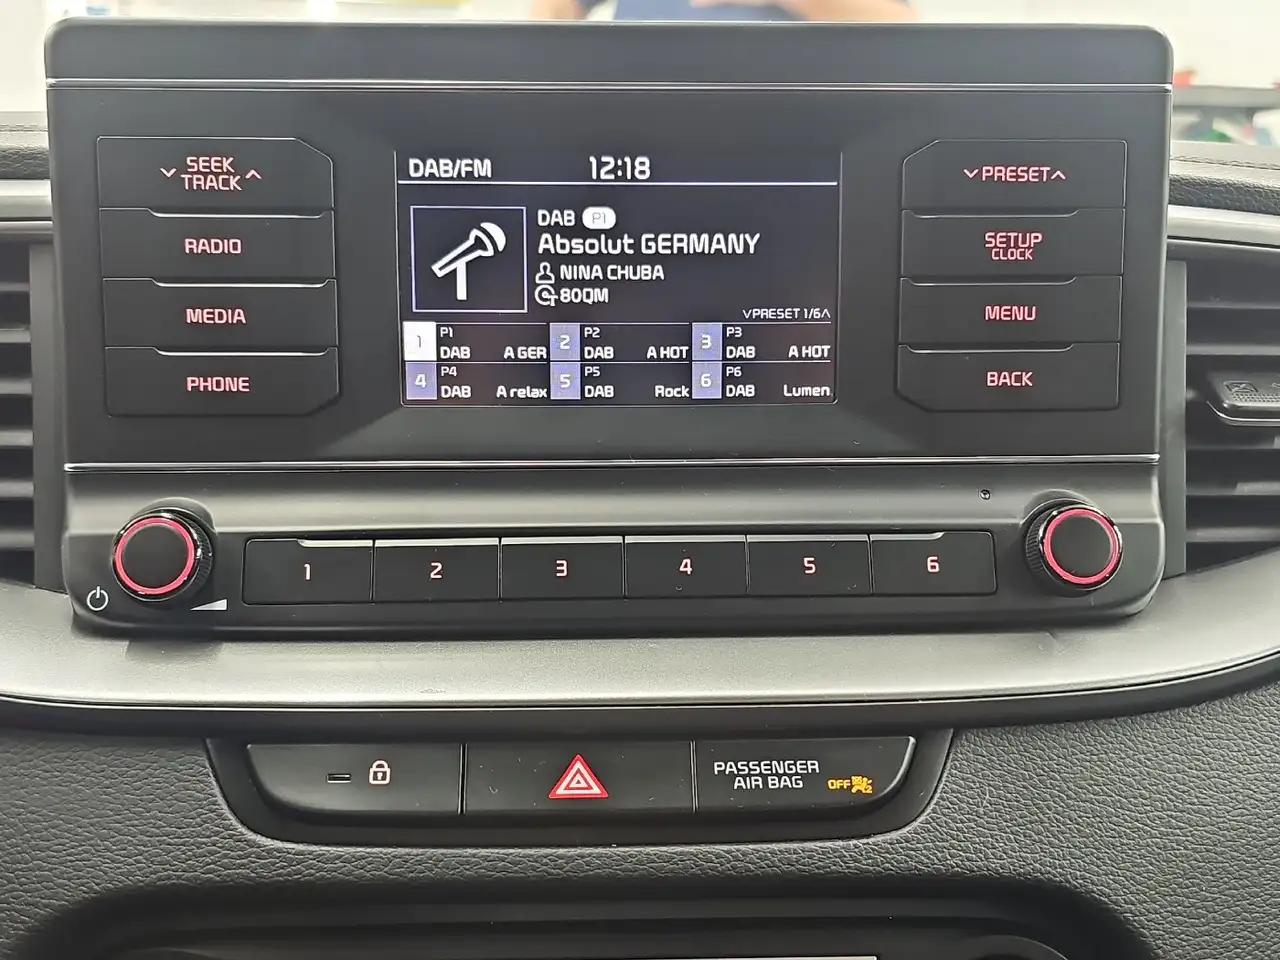 SEEK
TRACK
RADIO
MEDIA
PHONE
DAB/FM 12:18
DAB P1
Absolut GERMANY
NINA CHUBA
80QM
PRESET 1/6
1 P1 DAB A GER
2 P2 DAB A HOT
3 P3 DAB A HOT
4 P4 DAB A relax
5 P5 DAB Rock
6 P6 DAB Lumen
PRESET
SETUP
CLOCK
MENU
BACK
1 2 3 4 5 6
PASSENGER
AIR BAG
OFF